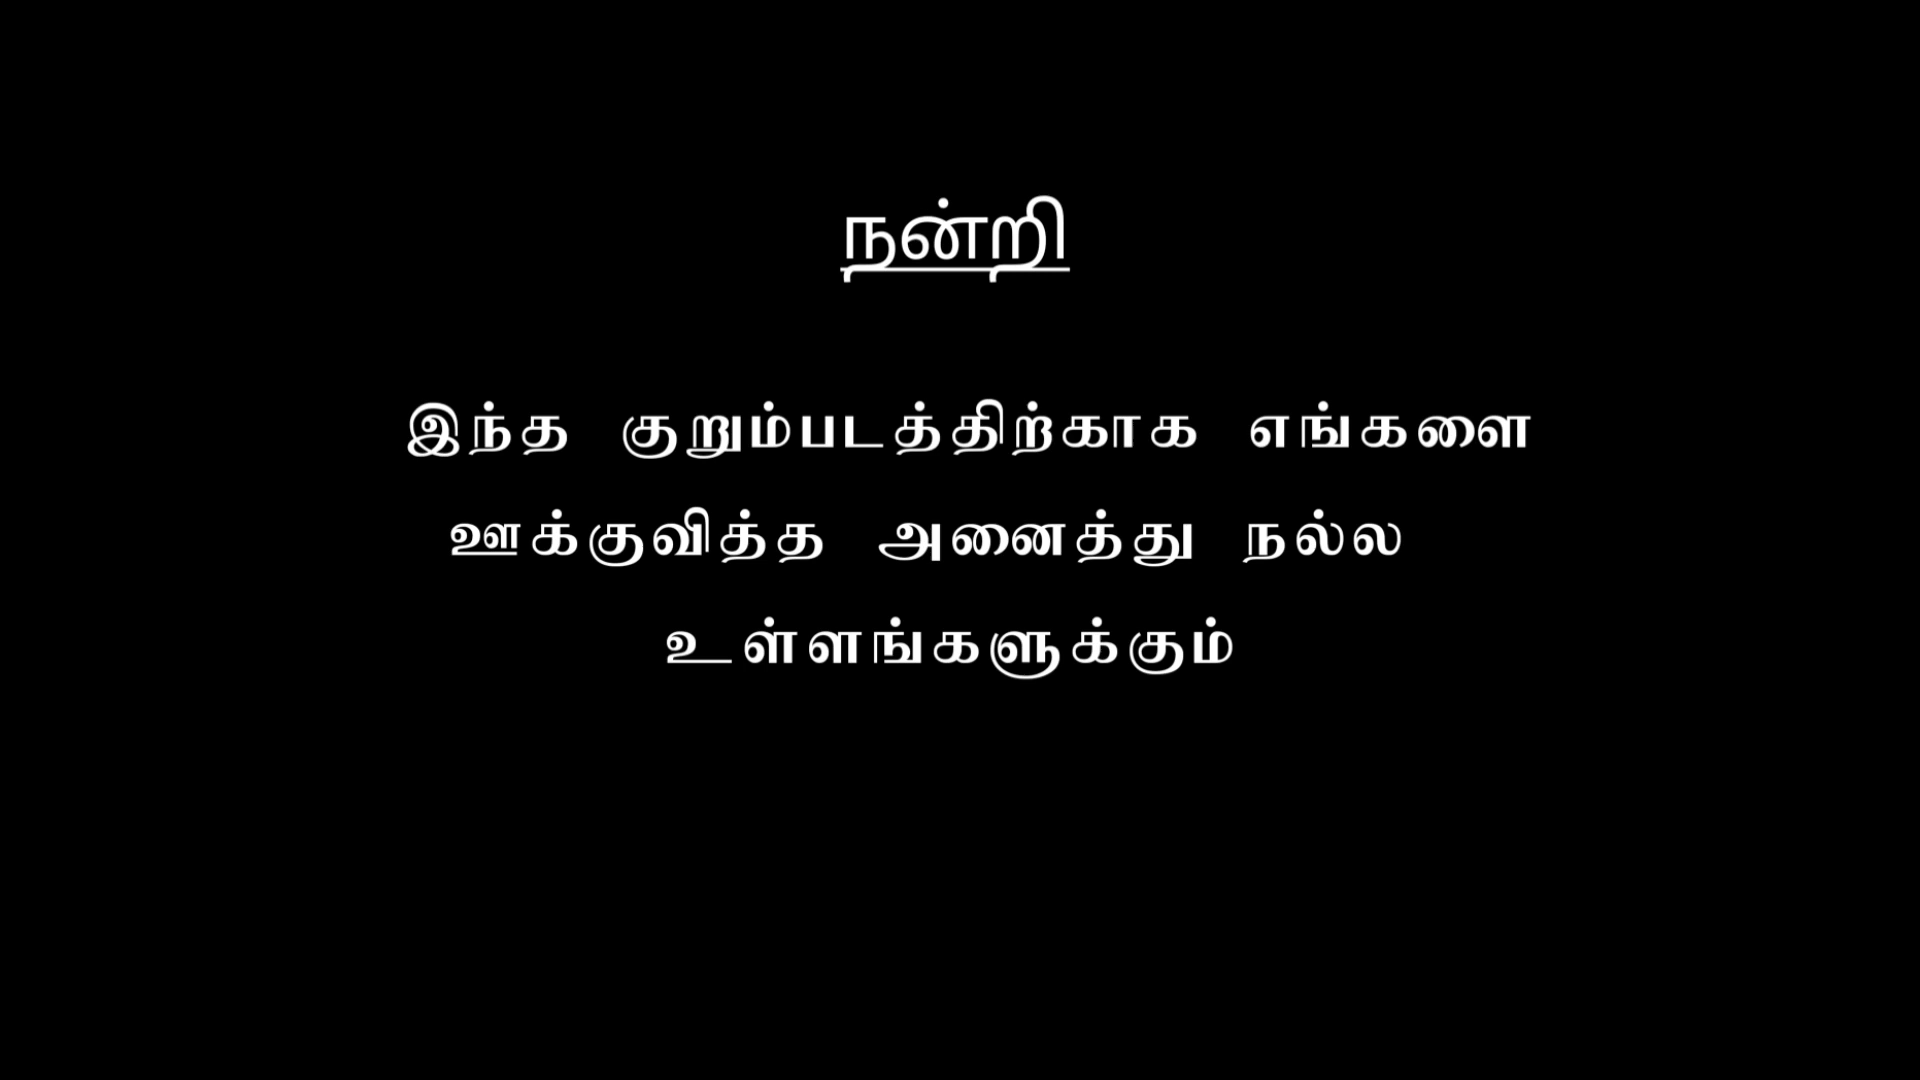 நன்றி
இந்த குறும்படத்திற்காக எங்களை
ஊக்குவித்த அனைத்து நல்ல
உள்ளங்களுக்கும்